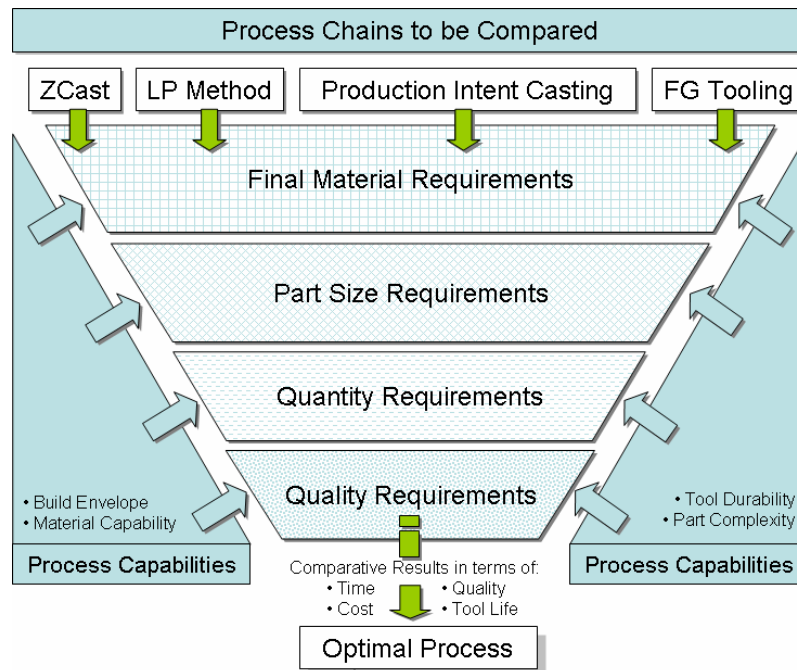 Process Chains to be Compared
ZCast
LP Method
Production Intent Casting
FG Tooling
Final Material Requirements
Part Size Requirements
Quantity Requirements
Quality Requirements
• Build Envelope
• Material Capability
Process Capabilities
• Tool Durability
• Part Complexity
Process Capabilities
Comparative Results in terms of:
• Time
• Quality
• Cost
• Tool Life
Optimal Process